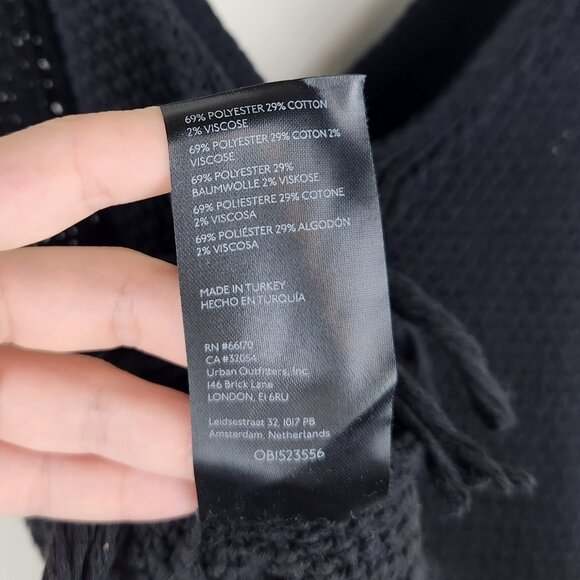 69% POLYESTER 29% COTTON
2% VISCOSE
69% POLYESTER 29% COTON 2%
VISCOSE
69% POLYESTER 29%
BAUMWOLLE 2% VISKOSE
69% POLIESTERE 29% COTONE
2% VISCOSA
69% POLIÉSTER 29% ALGODÓN
2% VISCOSA
MADE IN TURKEY
HECHO EN TURQUÍA
RN #66170
CA #32054
Urban Outfitters, Inc.
146 Brick Lane
LONDON, E1 6RU
Leidsestraat 32, 1017 PB
Amsterdam, Netherlands
OB1523556